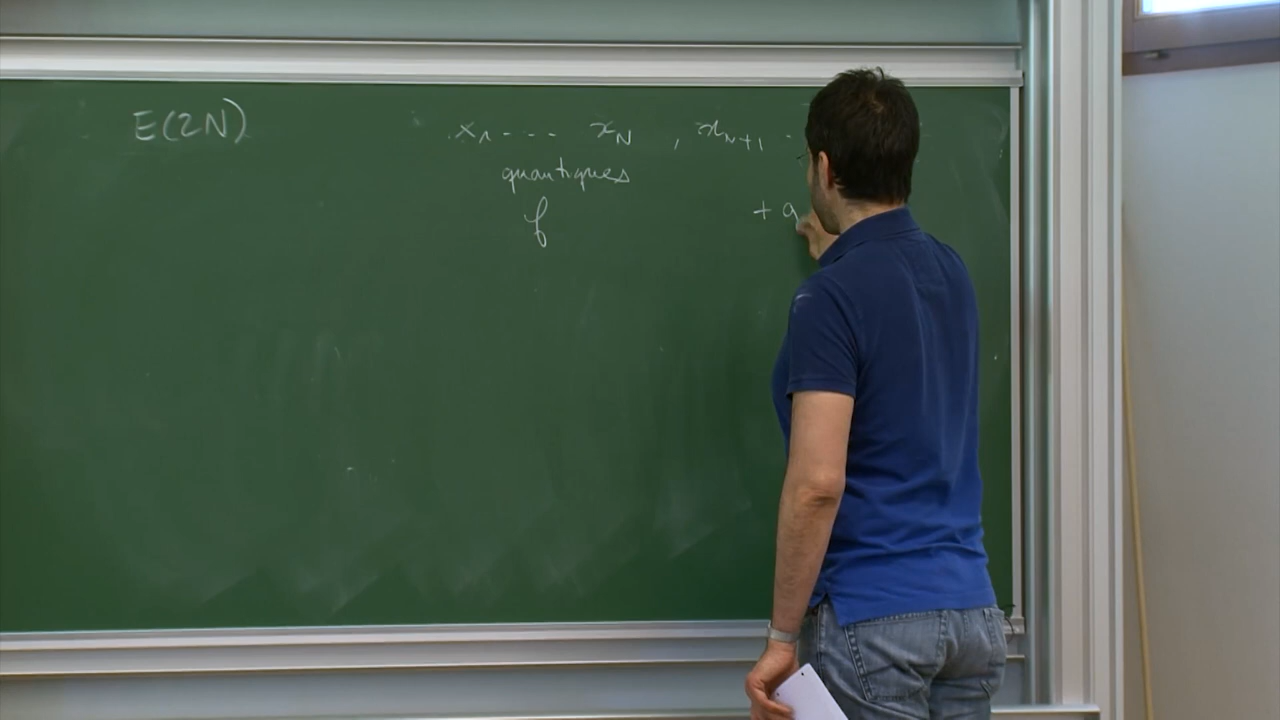 E(2N) x₁ --- x_N , x_{N+1} -
quantiques
f + q